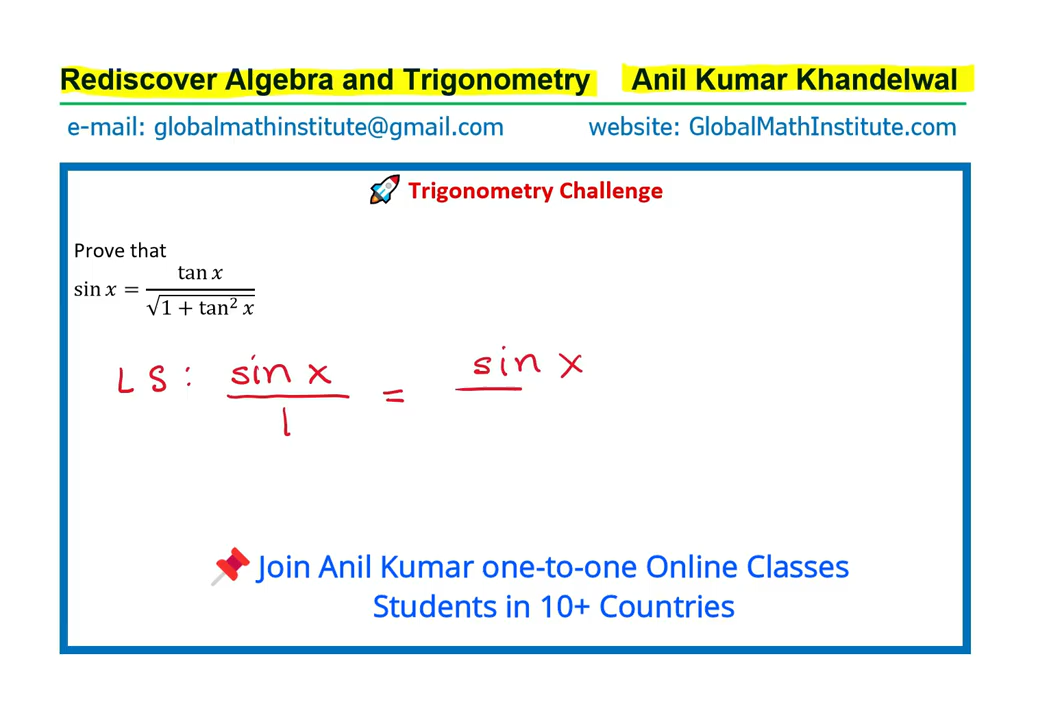 Rediscover Algebra and Trigonometry Anil Kumar Khandelwal
e-mail: globalmathinstitute@gmail.com website: GlobalMathInstitute.com
🚀 Trigonometry Challenge
Prove that
sin x = tan x / √(1 + tan² x)
LS: sin x / 1 = sin x
📌 Join Anil Kumar one-to-one Online Classes
Students in 10+ Countries